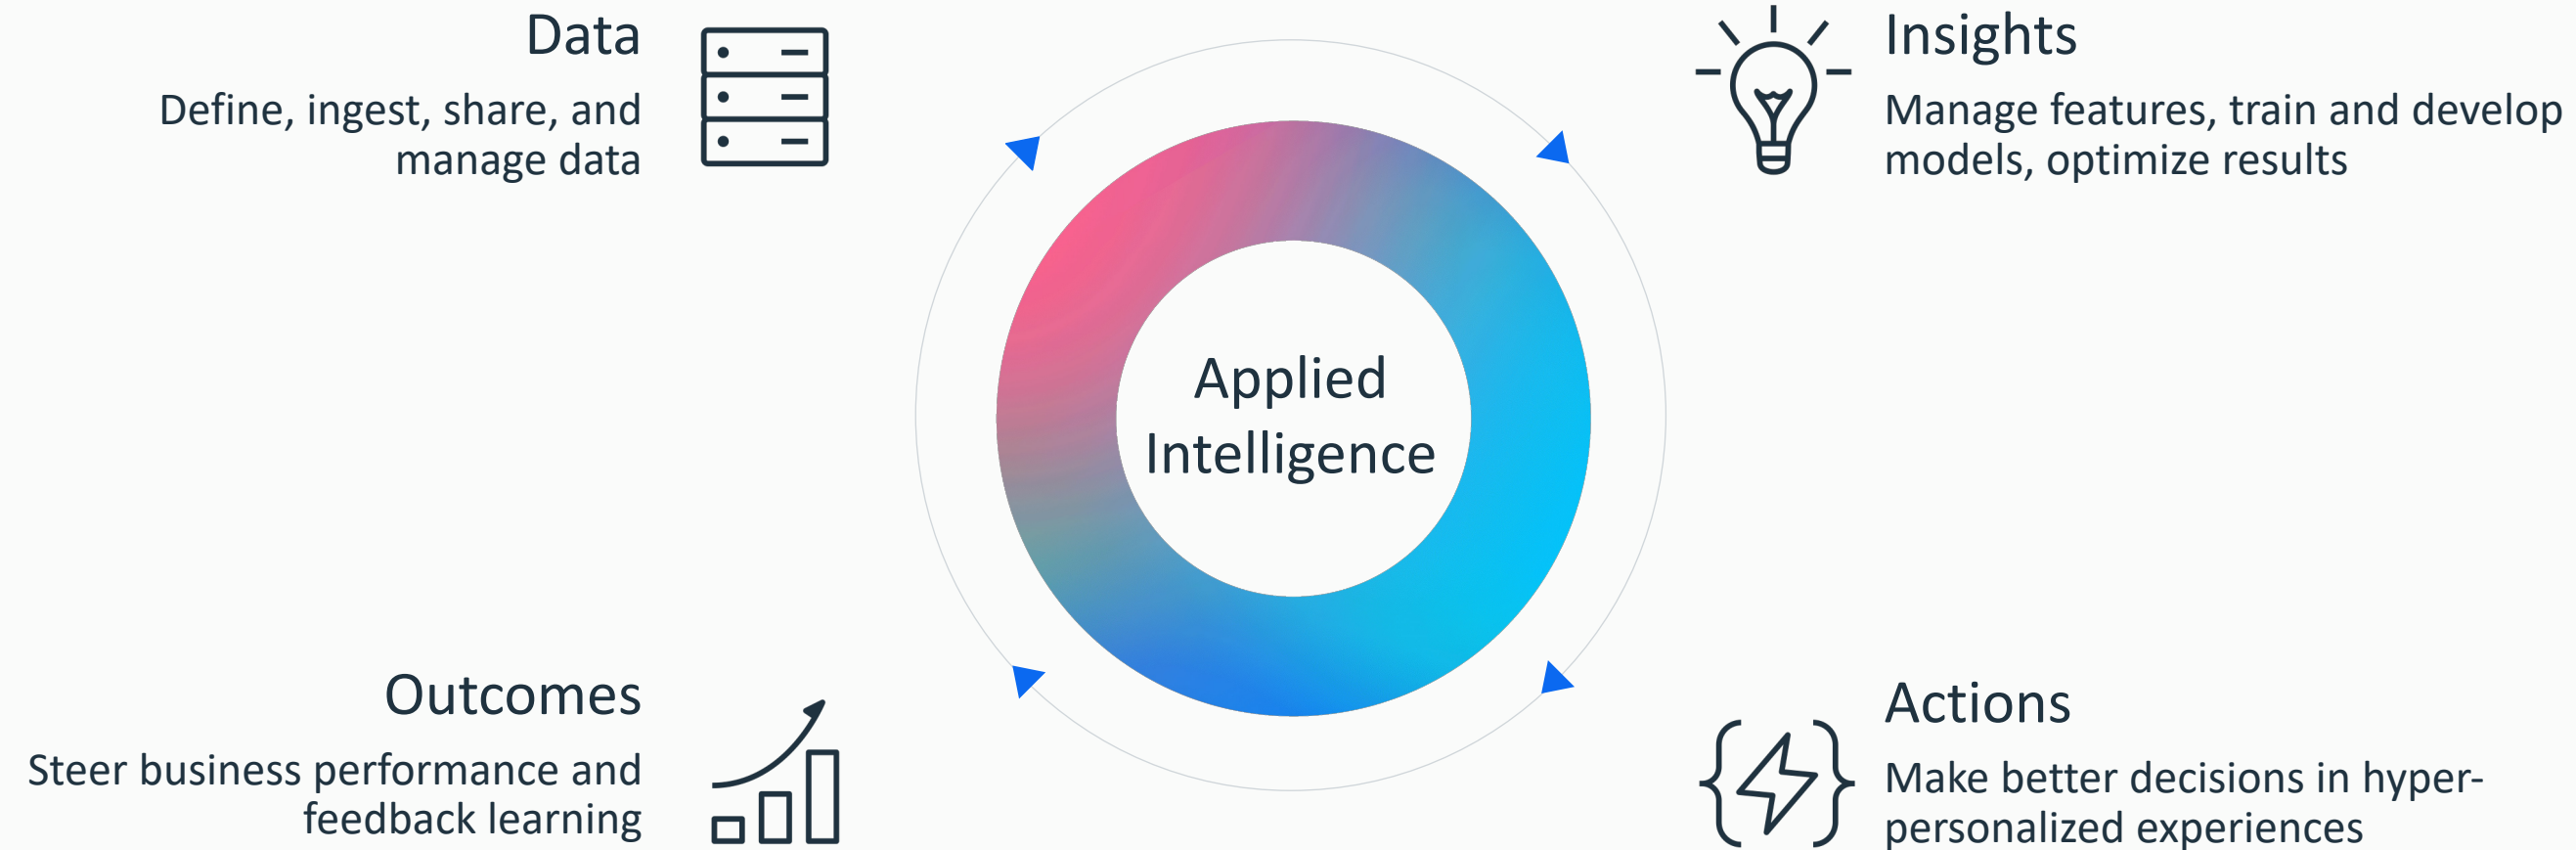 Data
Define, ingest, share, and
manage data
Insights
Manage features, train and develop
models, optimize results
Applied
Intelligence
Outcomes
Steer business performance and
feedback learning
Actions
Make better decisions in hyper-
personalized experiences